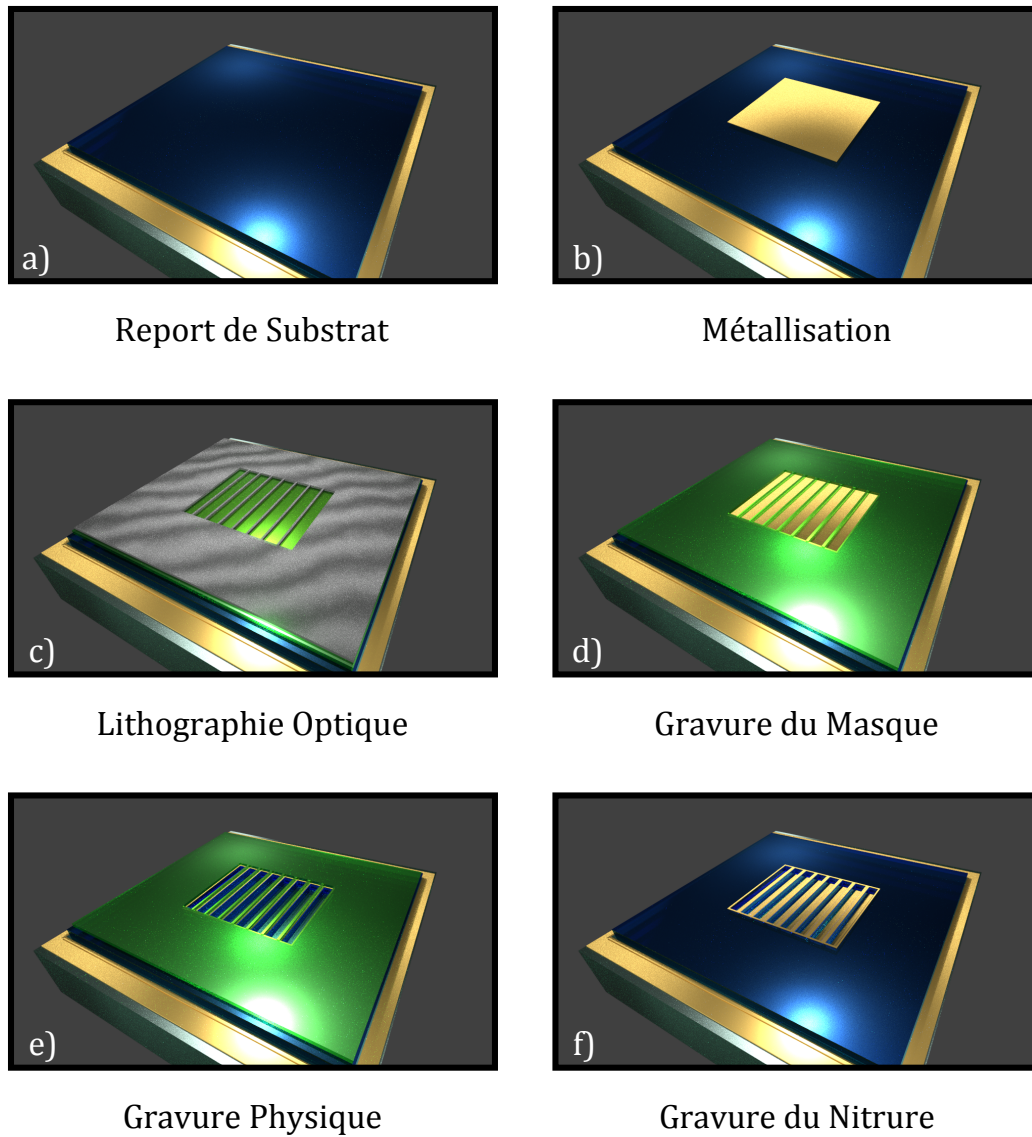 a)
b)
Report de Substrat
Métallisation
c)
d)
Lithographie Optique
Gravure du Masque
e)
f)
Gravure Physique
Gravure du Nitrure